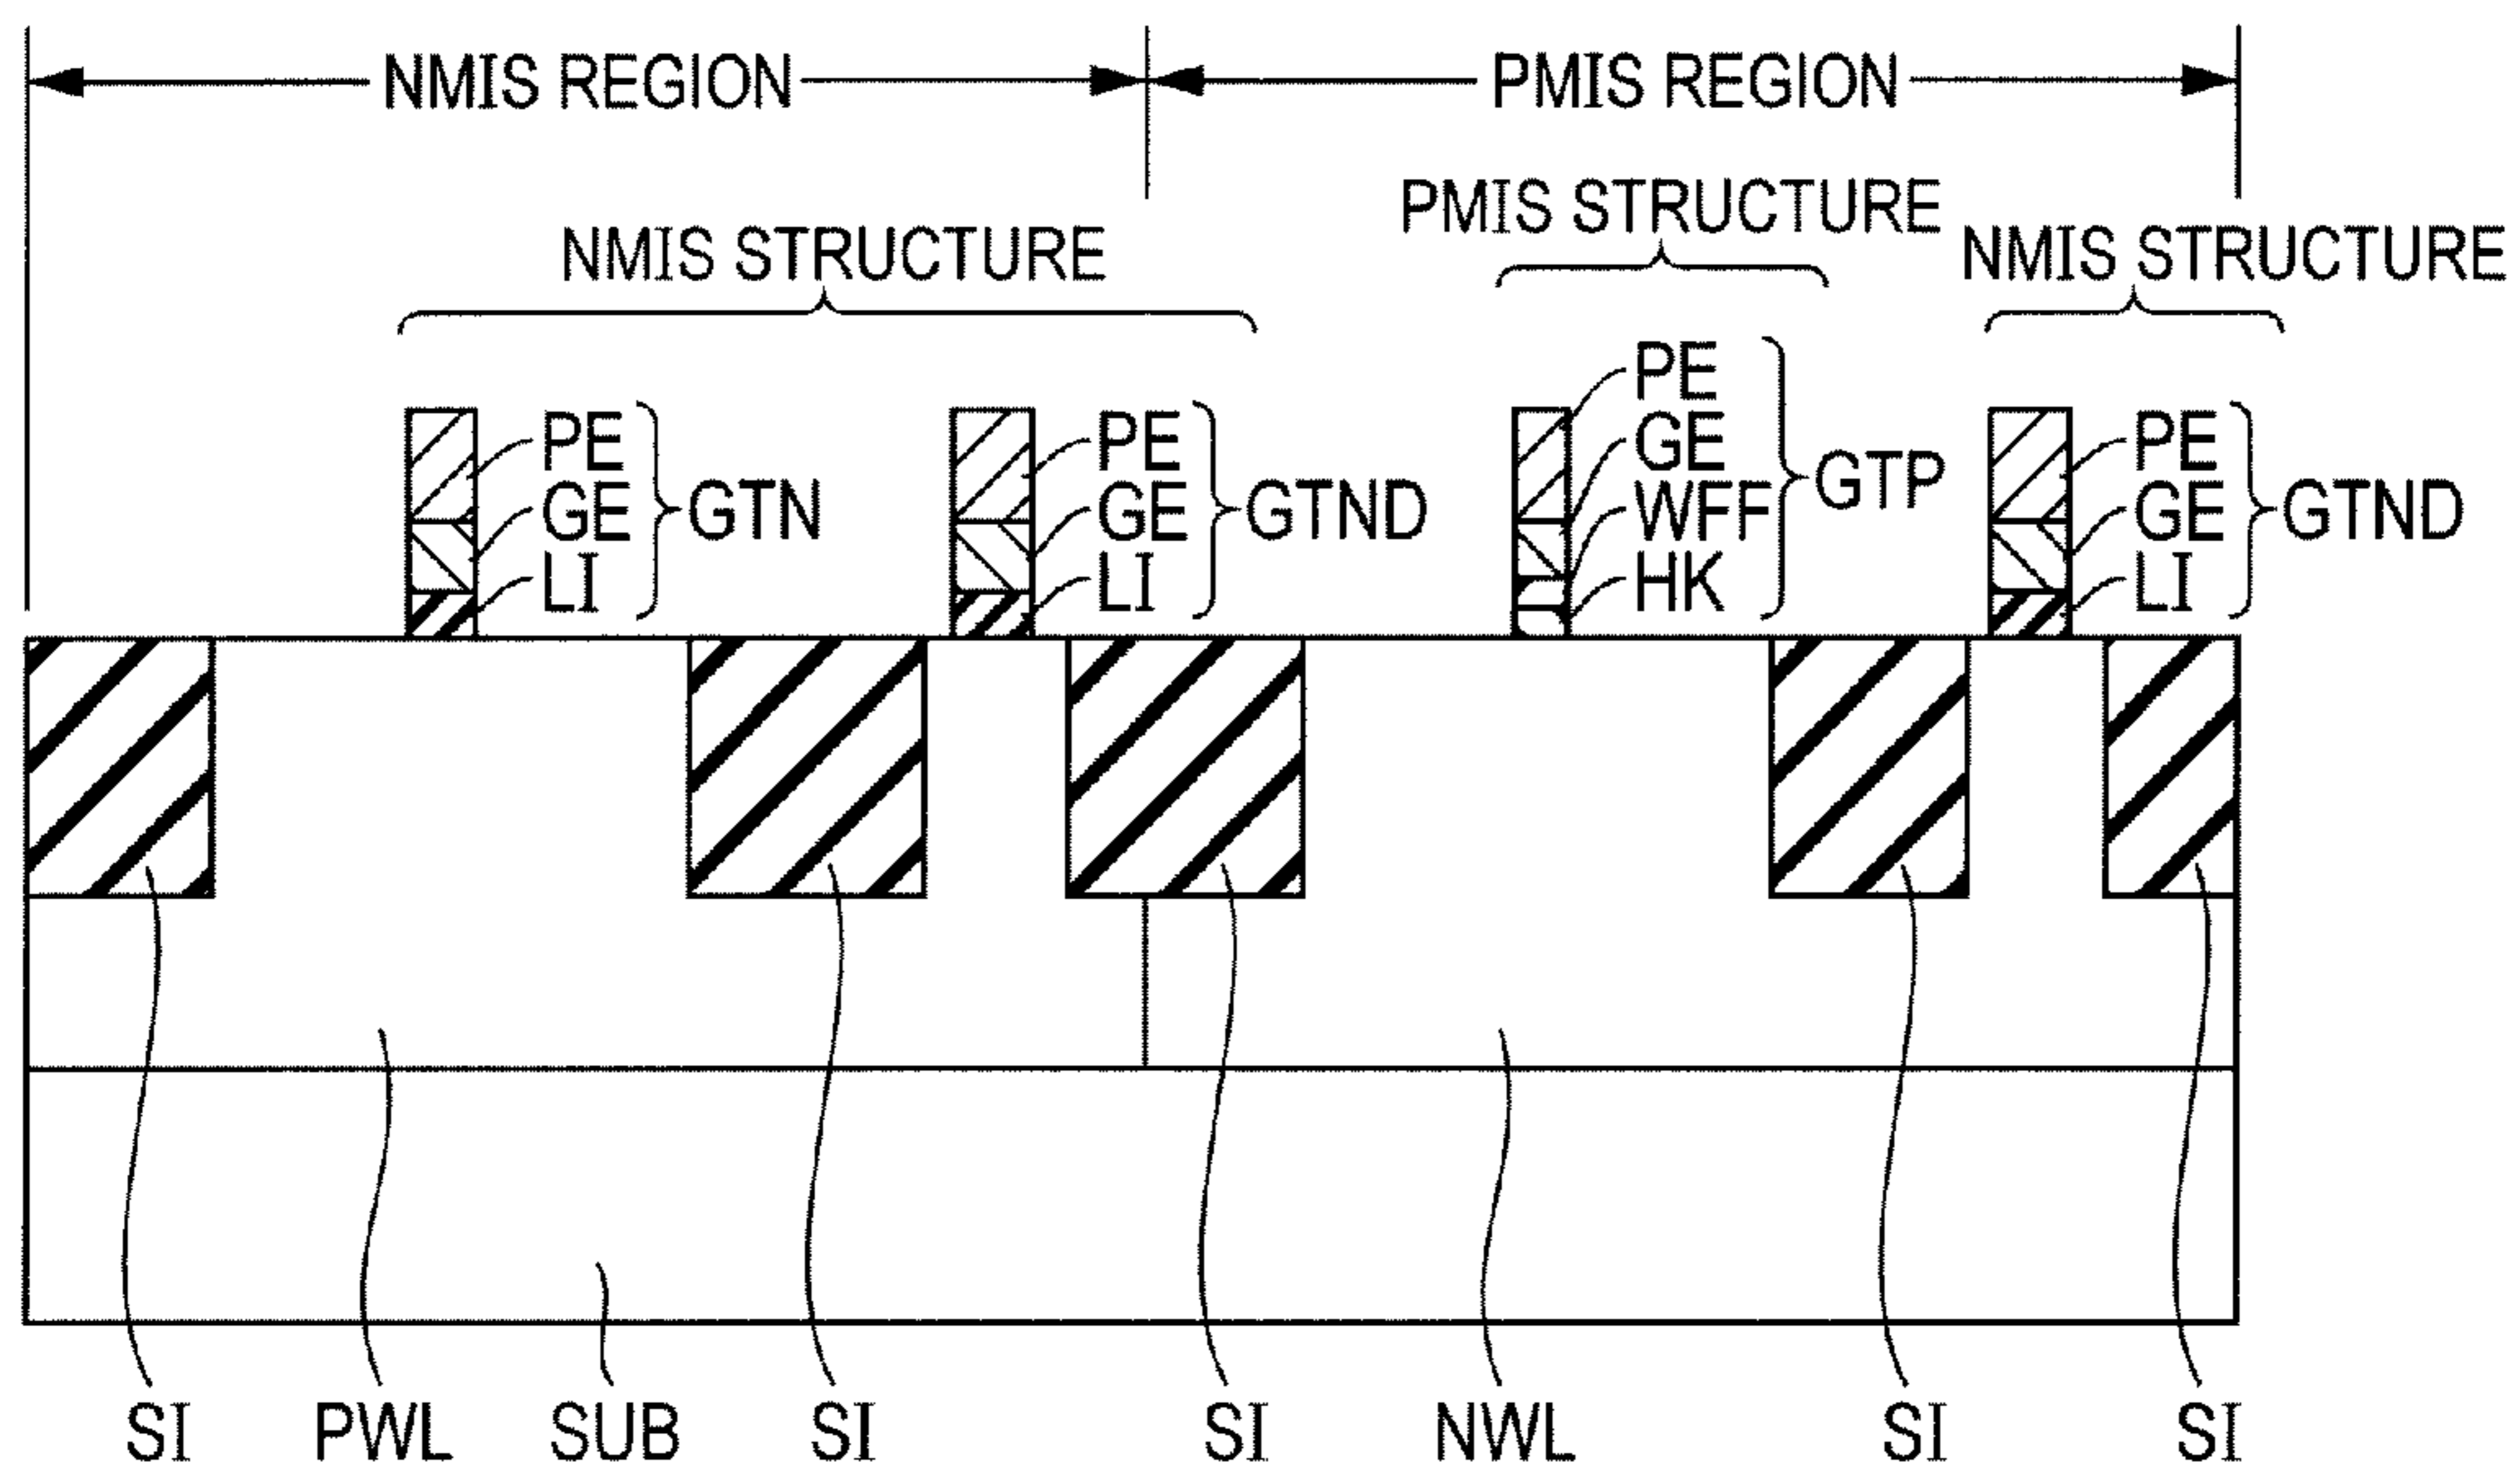 NMIS REGION PMIS REGION
PMIS STRUCTURE
NMIS STRUCTURE NMIS STRUCTURE
PE
PE PE GE PE
GE GTN GE GTND WFF GTP GE GTND
LI LI HK LI
SI PWL SUB SI SI NWL SI SI